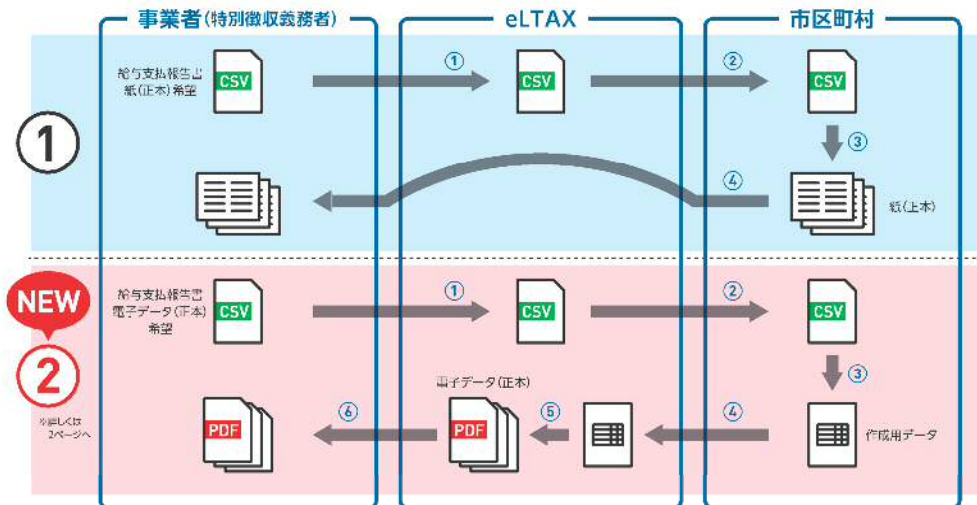 事業者(特別徴収義務者)
eLTAX
市区町村
1
給与支払報告書
紙(正本)希望
CSV
①
CSV
②
CSV
③
④
紙(正本)
NEW
2
※詳しくは
2ページへ
給与支払報告書
電子データ(正本)
希望
CSV
①
CSV
②
CSV
③
電子データ(正本)
PDF
⑥
PDF
⑤
④
作成用データ